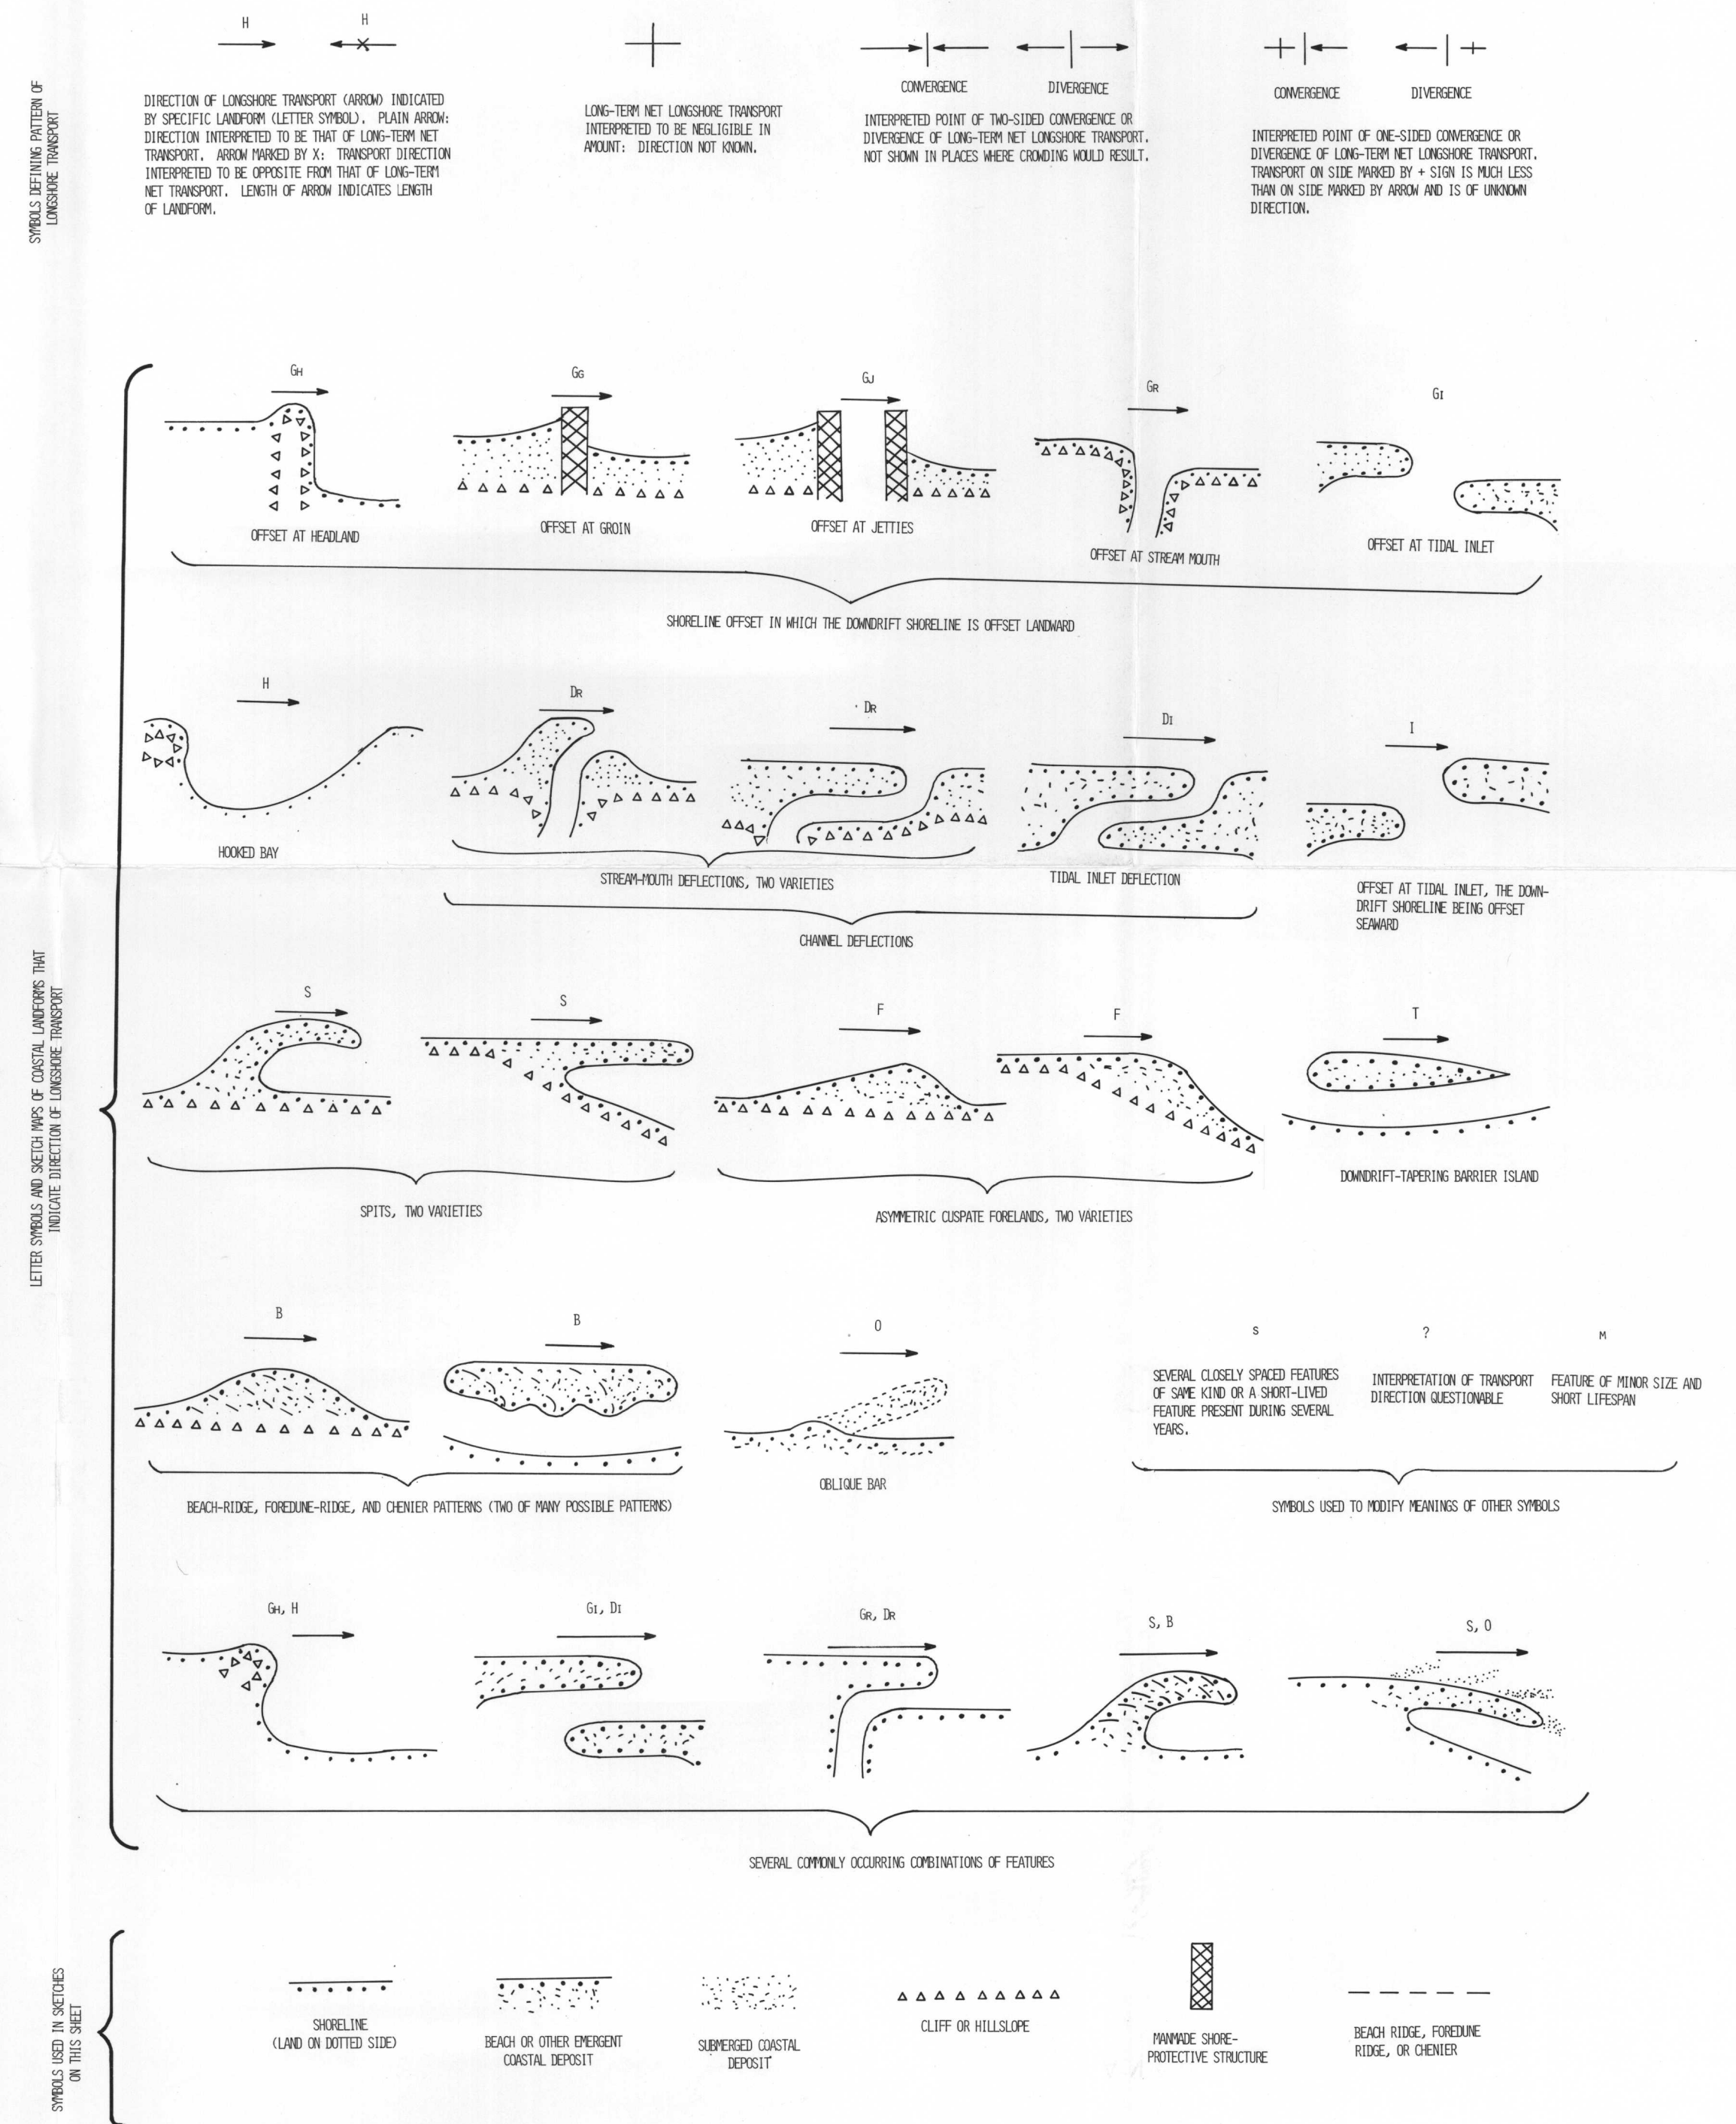 SYMBOLS DEFINING PATTERN OF
LONGSHORE TRANSPORT
H
H
DIRECTION OF LONGSHORE TRANSPORT (ARROW) INDICATED
BY SPECIFIC LANDFORM (LETTER SYMBOL). PLAIN ARROW:
DIRECTION INTERPRETED TO BE THAT OF LONG-TERM NET
TRANSPORT. ARROW MARKED BY X: TRANSPORT DIRECTION
INTERPRETED TO BE OPPOSITE FROM THAT OF LONG-TERM
NET TRANSPORT. LENGTH OF ARROW INDICATES LENGTH
OF LANDFORM.
LONG-TERM NET LONGSHORE TRANSPORT
INTERPRETED TO BE NEGLIGIBLE IN
AMOUNT: DIRECTION NOT KNOWN.
CONVERGENCE
DIVERGENCE
INTERPRETED POINT OF TWO-SIDED CONVERGENCE OR
DIVERGENCE OF LONG-TERM NET LONGSHORE TRANSPORT.
NOT SHOWN IN PLACES WHERE CROWDING WOULD RESULT.
CONVERGENCE
DIVERGENCE
INTERPRETED POINT OF ONE-SIDED CONVERGENCE OR
DIVERGENCE OF LONG-TERM NET LONGSHORE TRANSPORT.
TRANSPORT ON SIDE MARKED BY + SIGN IS MUCH LESS
THAN ON SIDE MARKED BY ARROW AND IS OF UNKNOWN
DIRECTION.
LETTER SYMBOLS AND SKETCH MAPS OF COASTAL LANDFORMS THAT
INDICATE DIRECTION OF LONGSHORE TRANSPORT
GH
OFFSET AT HEADLAND
GG
OFFSET AT GROIN
GJ
OFFSET AT JETTIES
GR
OFFSET AT STREAM MOUTH
GI
OFFSET AT TIDAL INLET
SHORELINE OFFSET IN WHICH THE DOWNDRIFT SHORELINE IS OFFSET LANDWARD
H
HOOKED BAY
DR
DR
STREAM-MOUTH DEFLECTIONS, TWO VARIETIES
DI
TIDAL INLET DEFLECTION
CHANNEL DEFLECTIONS
I
OFFSET AT TIDAL INLET, THE DOWN-
DRIFT SHORELINE BEING OFFSET
SEAWARD
S
S
SPITS, TWO VARIETIES
F
F
ASYMMETRIC CUSPATE FORELANDS, TWO VARIETIES
T
DOWNDRIFT-TAPERING BARRIER ISLAND
B
B
BEACH-RIDGE, FOREDUNE-RIDGE, AND CHENIER PATTERNS (TWO OF MANY POSSIBLE PATTERNS)
O
OBLIQUE BAR
S
SEVERAL CLOSELY SPACED FEATURES
OF SAME KIND OR A SHORT-LIVED
FEATURE PRESENT DURING SEVERAL
YEARS.
?
INTERPRETATION OF TRANSPORT
DIRECTION QUESTIONABLE
M
FEATURE OF MINOR SIZE AND
SHORT LIFESPAN
SYMBOLS USED TO MODIFY MEANINGS OF OTHER SYMBOLS
GH, H
GI, DI
GR, DR
S, B
S, O
SEVERAL COMMONLY OCCURRING COMBINATIONS OF FEATURES
SYMBOLS USED IN SKETCHES
ON THIS SHEET
SHORELINE
(LAND ON DOTTED SIDE)
BEACH OR OTHER EMERGENT
COASTAL DEPOSIT
SUBMERGED COASTAL
DEPOSIT
CLIFF OR HILLSLOPE
MANMADE SHORE-
PROTECTIVE STRUCTURE
BEACH RIDGE, FOREDUNE
RIDGE, OR CHENIER